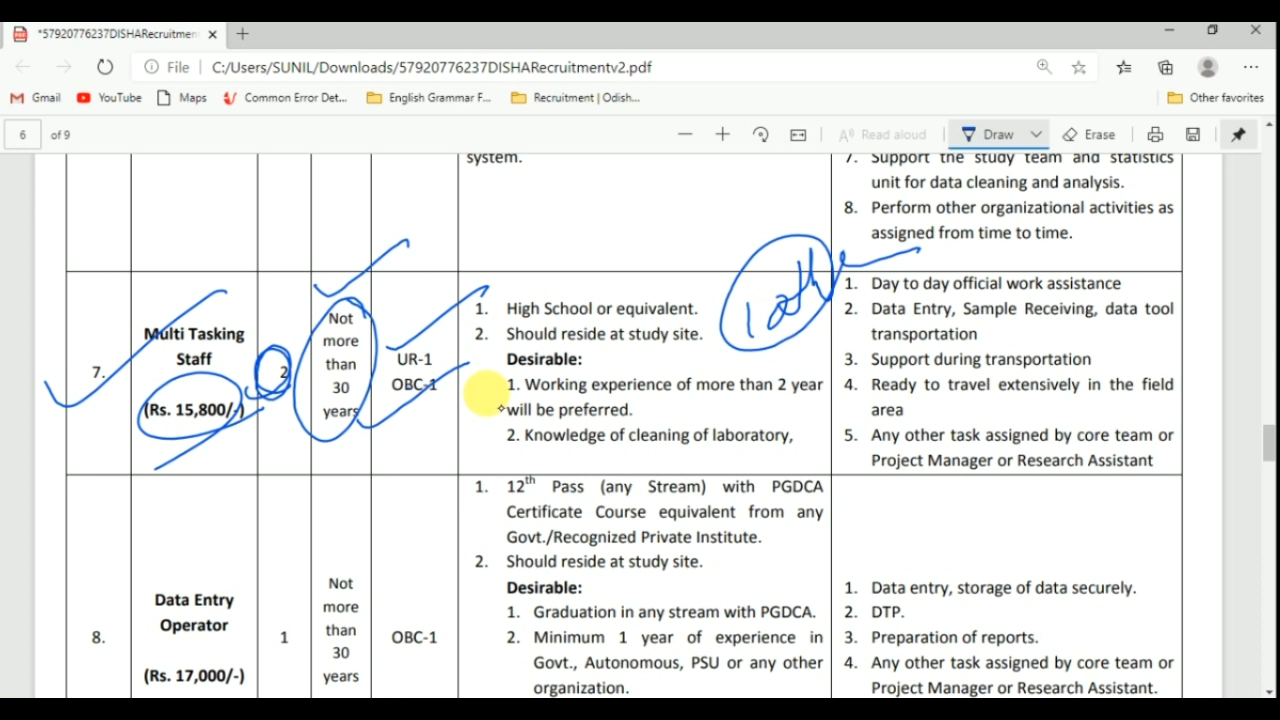 *57920776237DISHARecruitmen
File C:/Users/SUNIL/Downloads/57920776237DISHARecruitmentv2.pdf
Gmail YouTube Maps Common Error Det... English Grammar F... Recruitment | Odish... Other favorites
6 of 9 Read aloud Draw Erase
system.
7. Support the study team and statistics
unit for data cleaning and analysis.
8. Perform other organizational activities as
assigned from time to time.
7.
Multi Tasking
Staff
(Rs. 15,800/-)
2
Not
more
than
30
years
UR-1
OBC-1
1. High School or equivalent.
2. Should reside at study site.
Desirable:
1. Working experience of more than 2 year
will be preferred.
2. Knowledge of cleaning of laboratory,
10th
1. Day to day official work assistance
2. Data Entry, Sample Receiving, data tool
transportation
3. Support during transportation
4. Ready to travel extensively in the field
area
5. Any other task assigned by core team or
Project Manager or Research Assistant
8.
Data Entry
Operator
(Rs. 17,000/-)
1
Not
more
than
30
years
OBC-1
1. 12th Pass (any Stream) with PGDCA
Certificate Course equivalent from any
Govt./Recognized Private Institute.
2. Should reside at study site.
Desirable:
1. Graduation in any stream with PGDCA.
2. Minimum 1 year of experience in
Govt., Autonomous, PSU or any other
organization.
1. Data entry, storage of data securely.
2. DTP.
3. Preparation of reports.
4. Any other task assigned by core team or
Project Manager or Research Assistant.